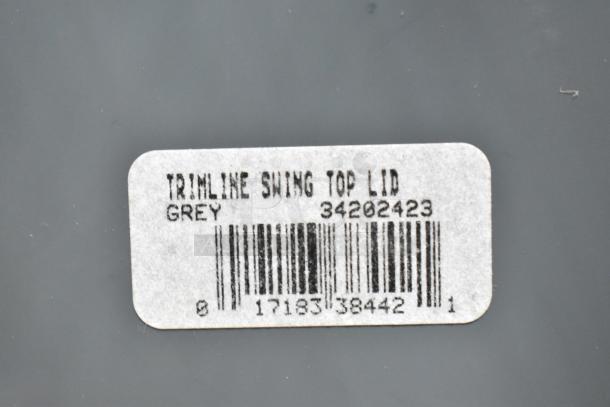 TRIMLINE SWING TOP LID
GREY 34202423
0 17183 38442 1